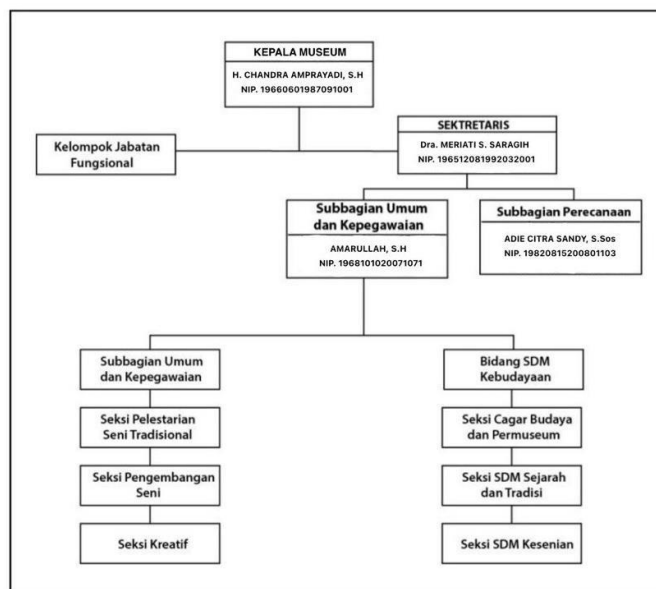 KEPALA MUSEUM
H. CHANDRA AMPRAYADI, S.H
NIP. 19660601987091001
SEKTRETARIS
Dra. MERIATI S. SARAGIH
NIP. 196512081992032001
Kelompok Jabatan
Fungsional
Subbagian Umum
dan Kepegawaian
AMARULLAH, S.H
NIP. 1968101020071071
Subbagian Perecanaan
ADIE CITRA SANDY, S.Sos
NIP. 19820815200801103
Subbagian Umum
dan Kepegawaian
Seksi Pelestarian
Seni Tradisional
Seksi Pengembangan
Seni
Seksi Kreatif
Bidang SDM
Kebudayaan
Seksi Cagar Budaya
dan Permuseum
Seksi SDM Sejarah
dan Tradisi
Seksi SDM Kesenian